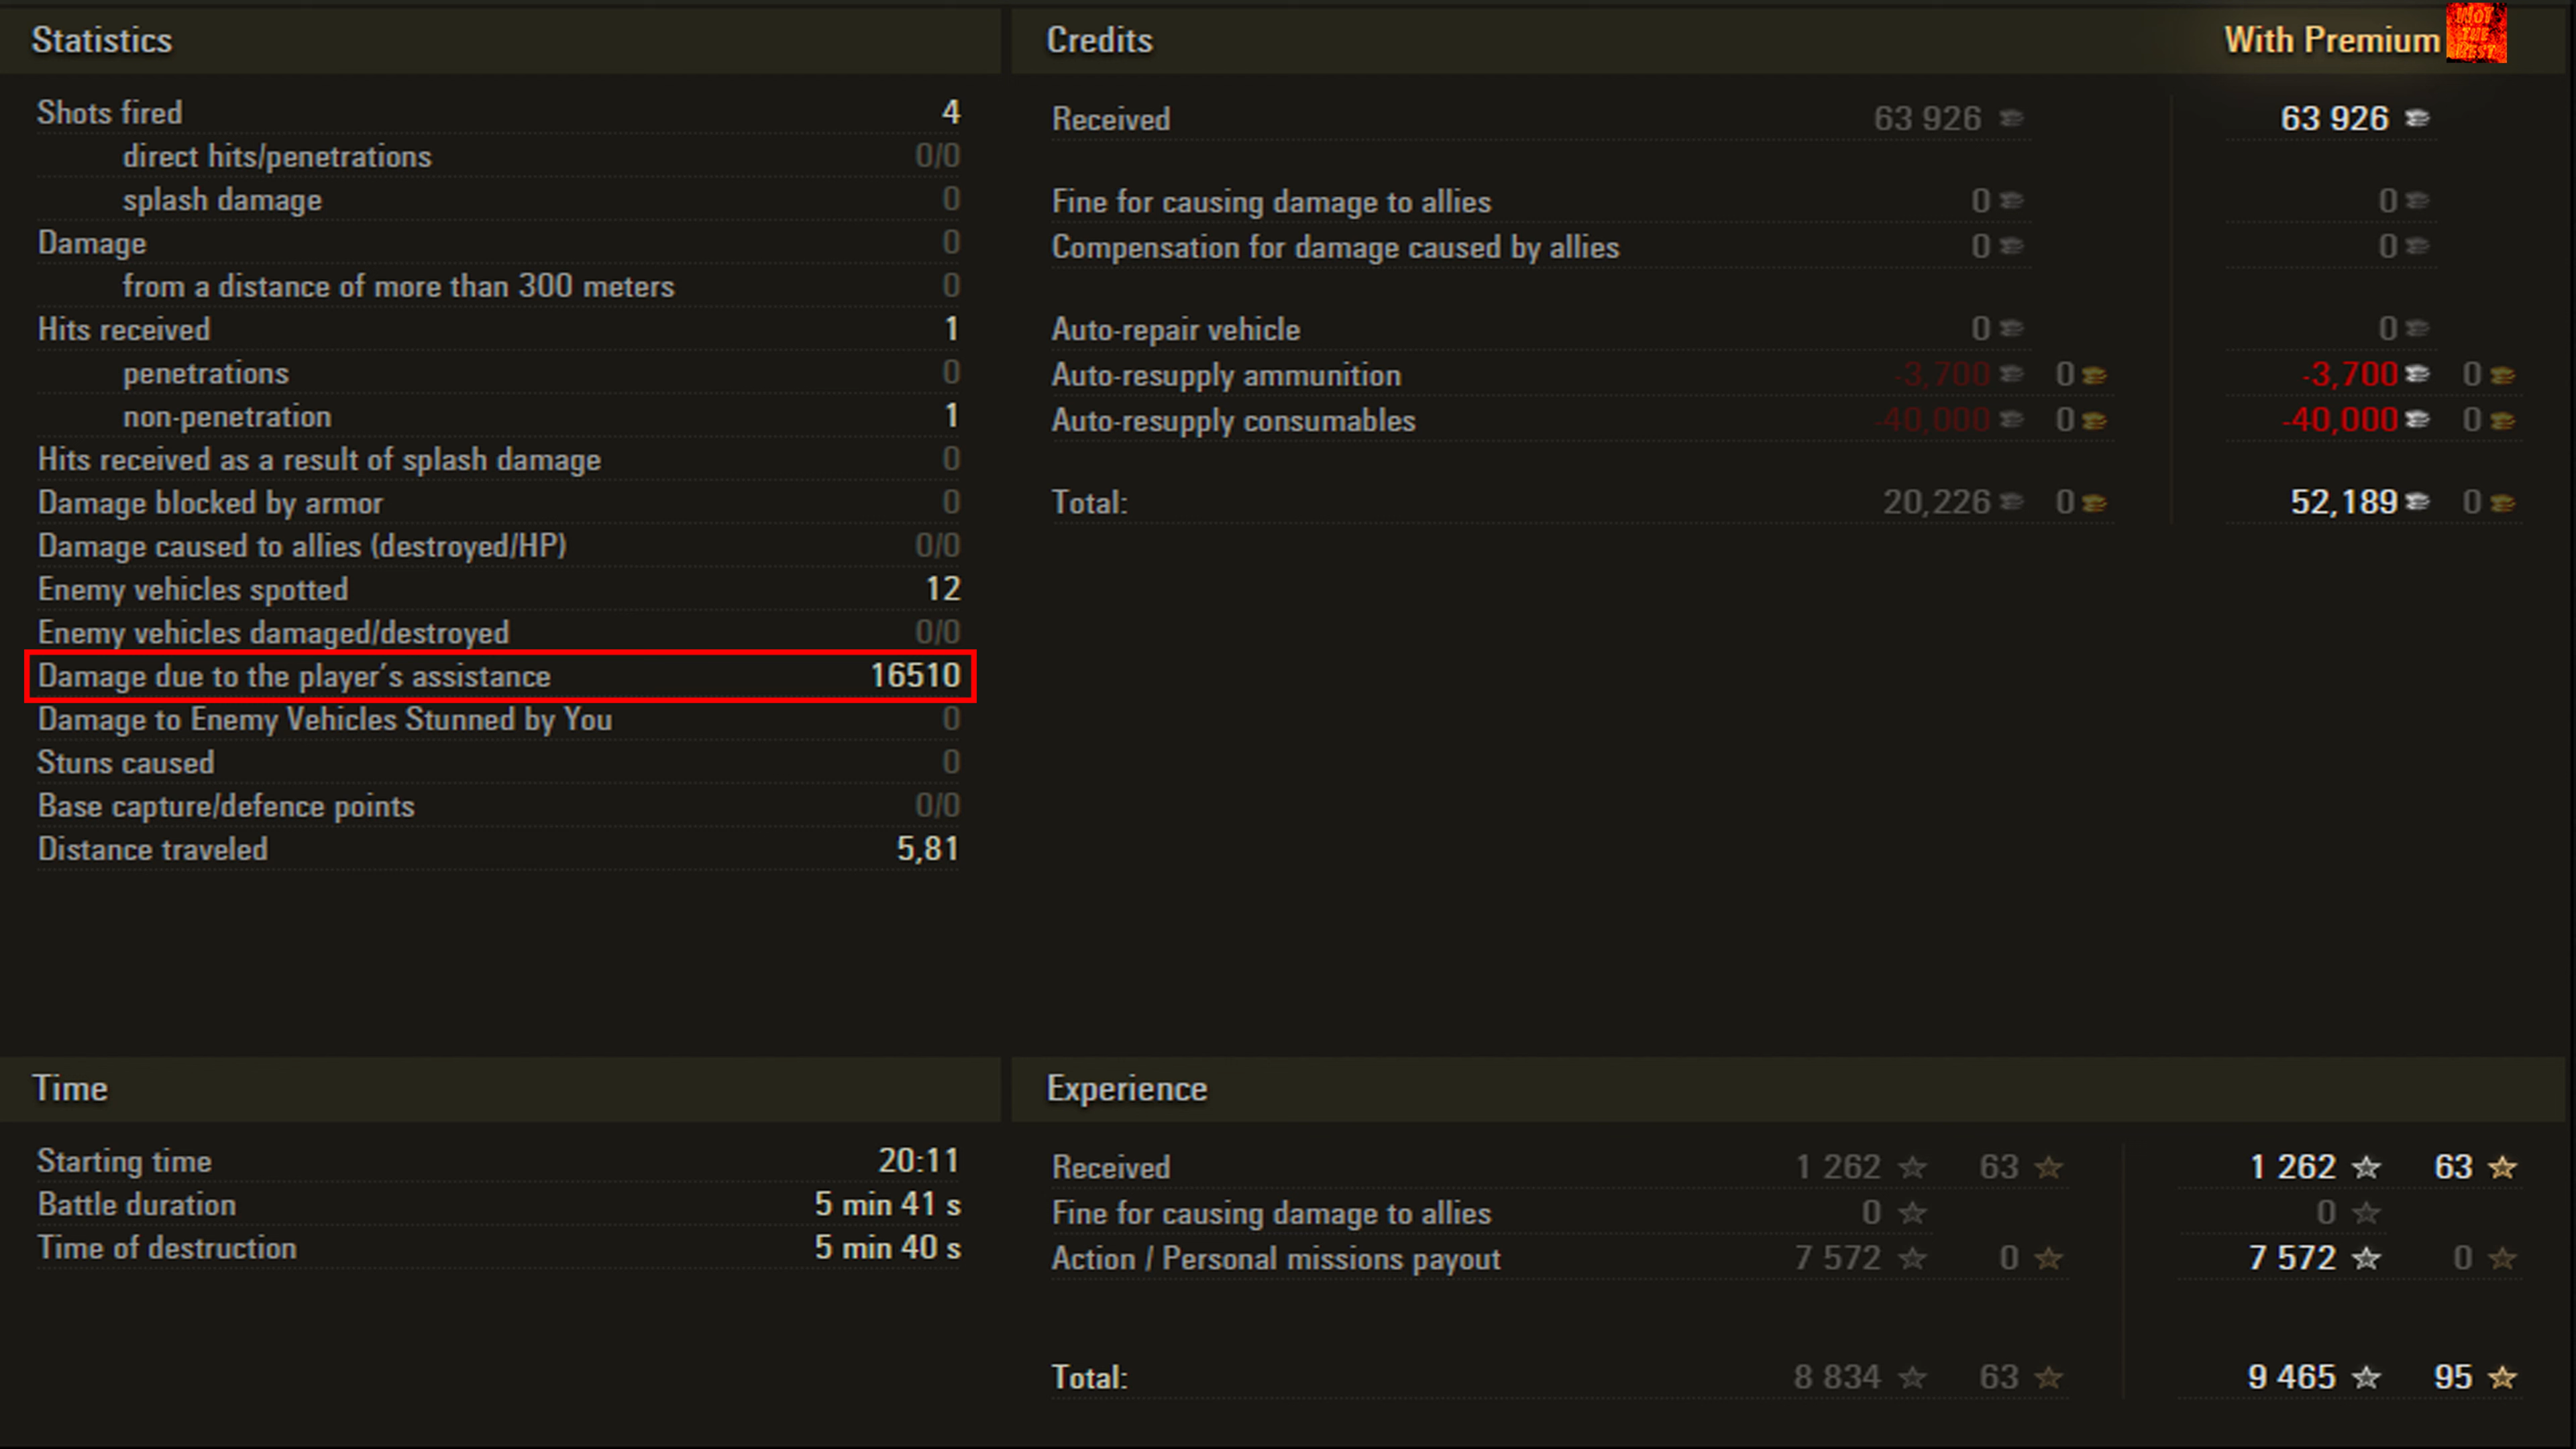 Statistics
Shots fired 4
direct hits/penetrations 0/0
splash damage 0
Damage 0
from a distance of more than 300 meters 0
Hits received 1
penetrations 0
non-penetration 1
Hits received as a result of splash damage 0
Damage blocked by armor 0
Damage caused to allies (destroyed/HP) 0/0
Enemy vehicles spotted 12
Enemy vehicles damaged/destroyed 0/0
Damage due to the player's assistance 16510
Damage to Enemy Vehicles Stunned by You 0
Stuns caused 0
Base capture/defence points 0/0
Distance traveled 5,81
Credits With Premium
WOT
THE
BEST
Received 63 926 63 926
Fine for causing damage to allies 0 0
Compensation for damage caused by allies 0 0
Auto-repair vehicle 0 0
Auto-resupply ammunition -3,700 0 -3,700 0
Auto-resupply consumables -40,000 0 -40,000 0
Total: 20,226 0 52,189 0
Time
Starting time 20:11
Battle duration 5 min 41 s
Time of destruction 5 min 40 s
Experience
Received 1 262 63 1 262 63
Fine for causing damage to allies 0 0
Action / Personal missions payout 7 572 0 7 572 0
Total: 8 834 63 9 465 95